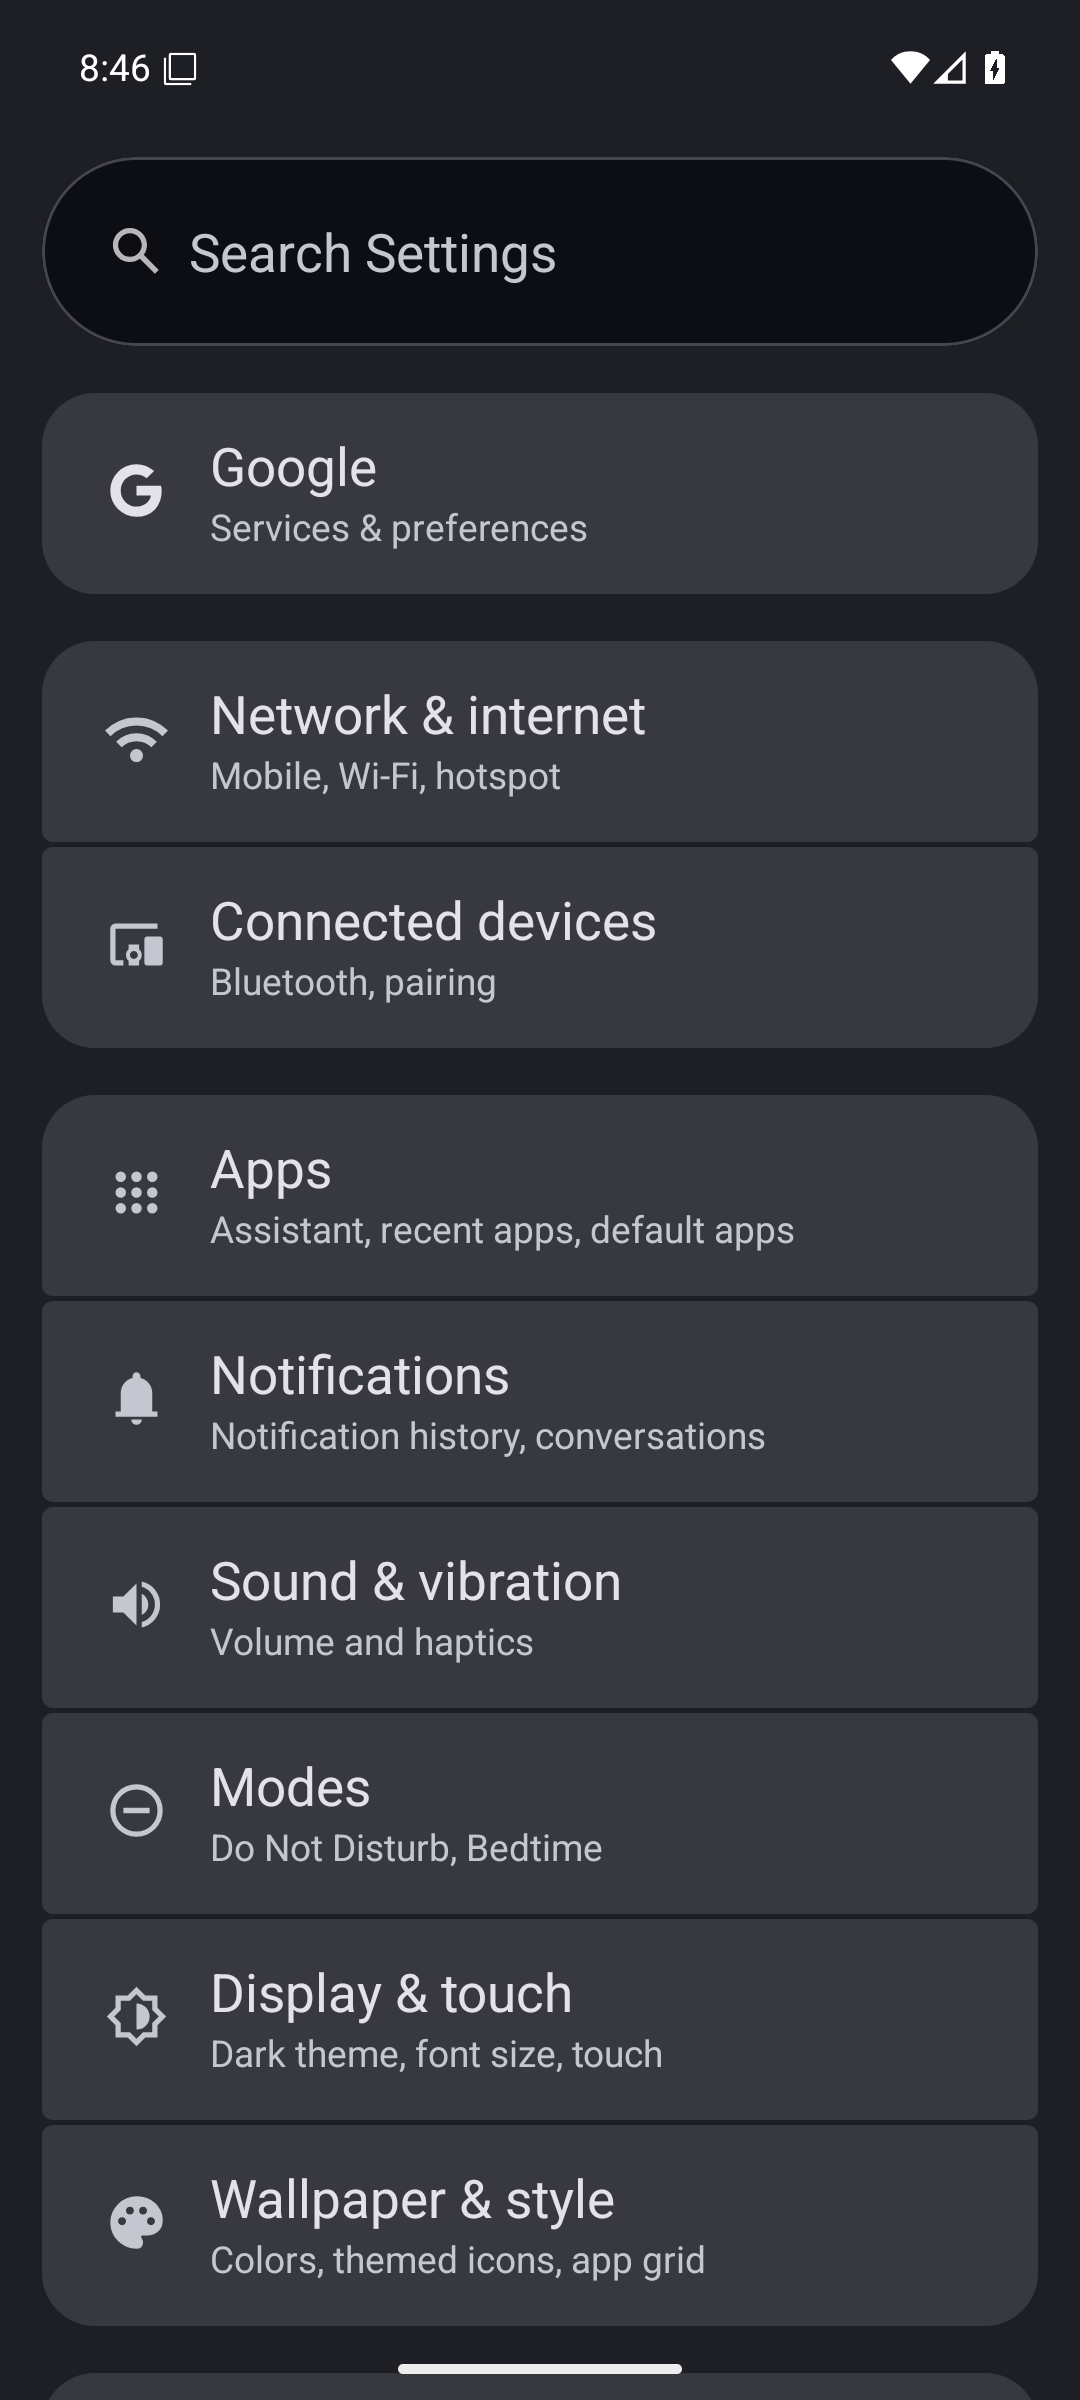 8:46
Search Settings
Google
Services & preferences
Network & internet
Mobile, Wi-Fi, hotspot
Connected devices
Bluetooth, pairing
Apps
Assistant, recent apps, default apps
Notifications
Notification history, conversations
Sound & vibration
Volume and haptics
Modes
Do Not Disturb, Bedtime
Display & touch
Dark theme, font size, touch
Wallpaper & style
Colors, themed icons, app grid